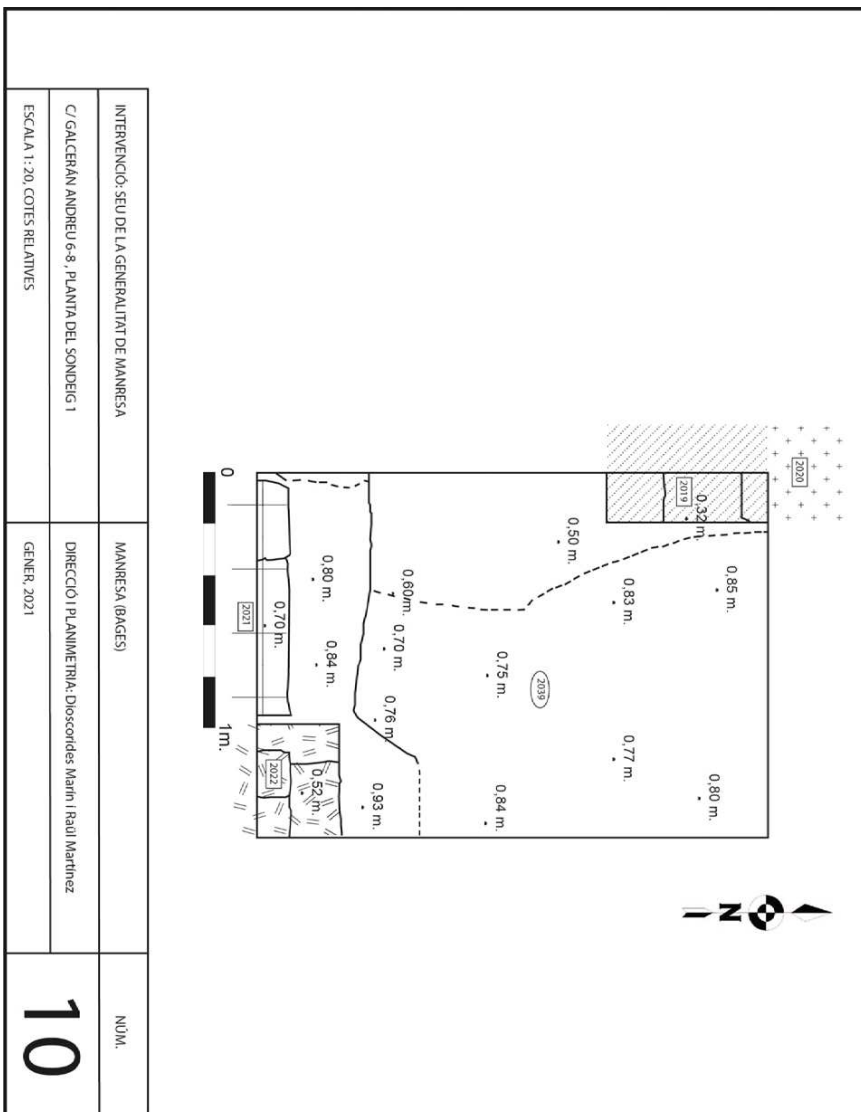 2020
2019
0,32 m.
0,85 m.
0,50 m.
0,83 m.
0,80 m.
0,77 m.
2039
0,75 m.
0,84 m.
0,60m.
0,70 m.
0,76 m.
0,93 m.
0,80 m.
0,84 m.
0,52 m.
2022
0,70 m.
2021
0
1m.
N
INTERVENCIÓ: SEU DE LA GENERALITAT DE MANRESA
MANRESA (BAGES)
NÚM.
C/ GALCERÁN ANDREU 6-8 , PLANTA DEL SONDEIG 1
DIRECCIÓ I PLANIMETRIA: Dioscorides Marín i Raül Martínez
10
ESCALA 1: 20, COTES RELATIVES
GENER, 2021